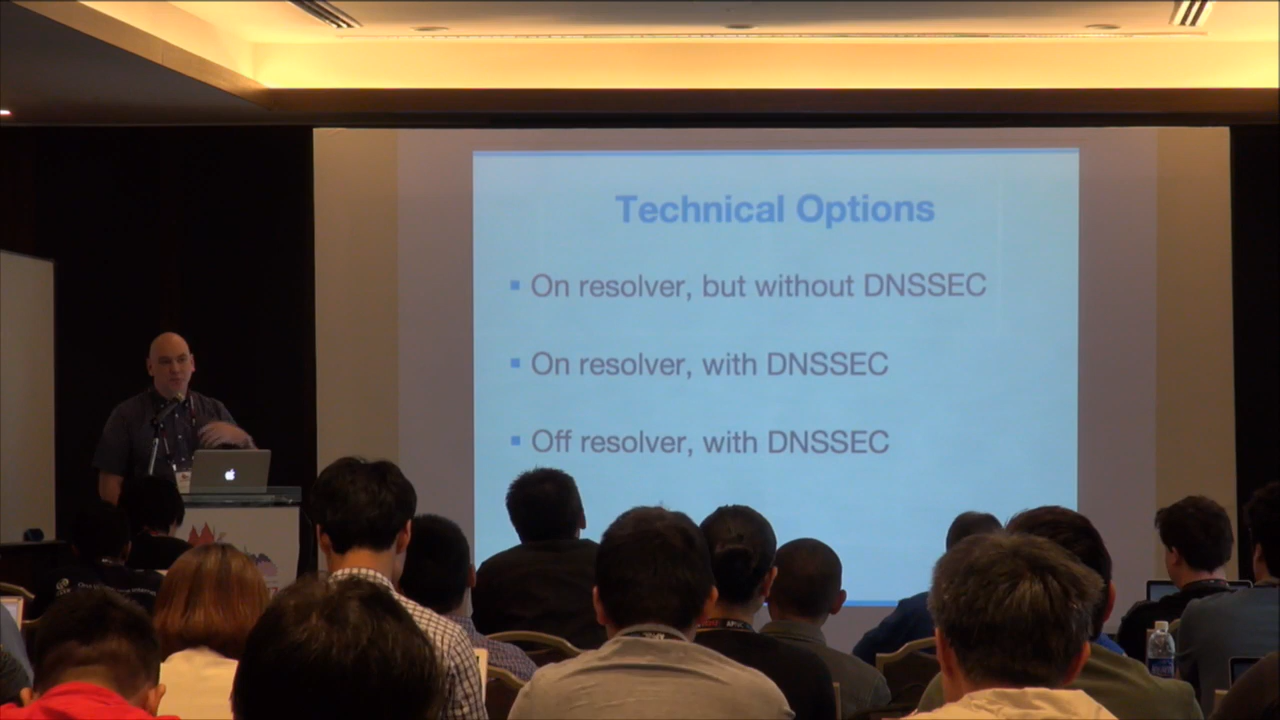 Technical Options
▪ On resolver, but without DNSSEC
▪ On resolver, with DNSSEC
▪ Off resolver, with DNSSEC